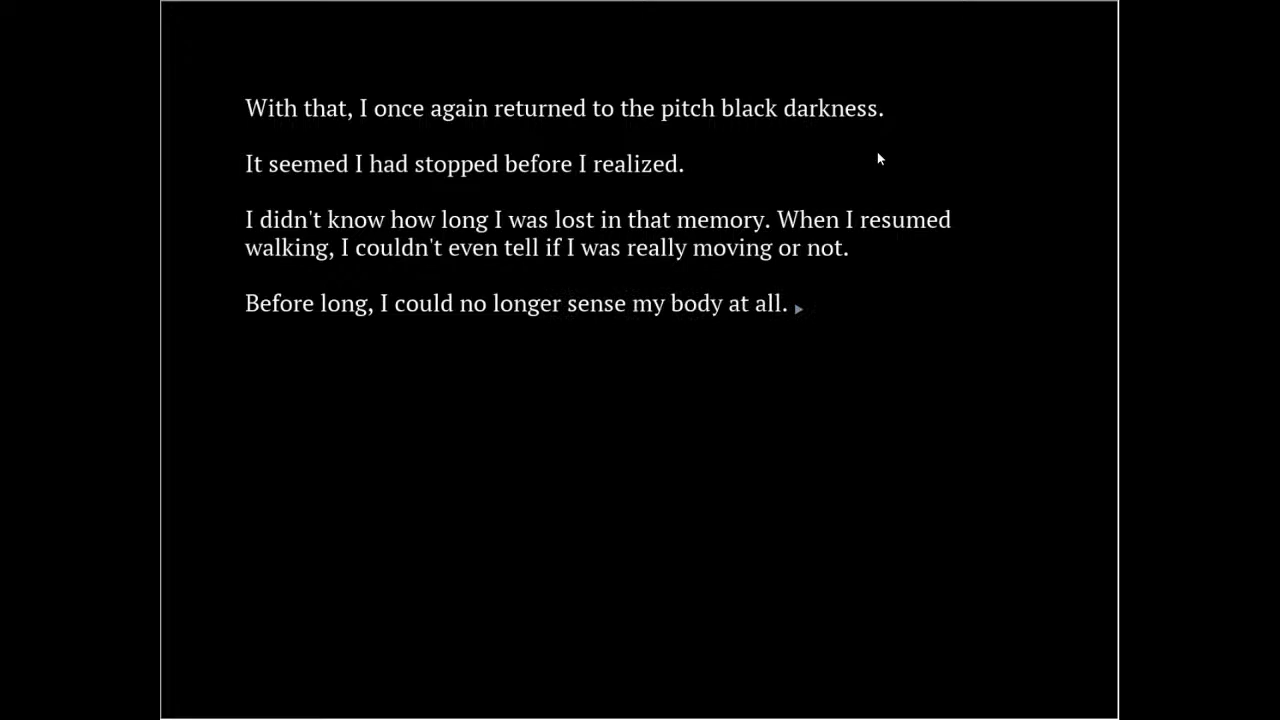 With that, I once again returned to the pitch black darkness.
It seemed I had stopped before I realized.
I didn't know how long I was lost in that memory. When I resumed
walking, I couldn't even tell if I was really moving or not.
Before long, I could no longer sense my body at all.